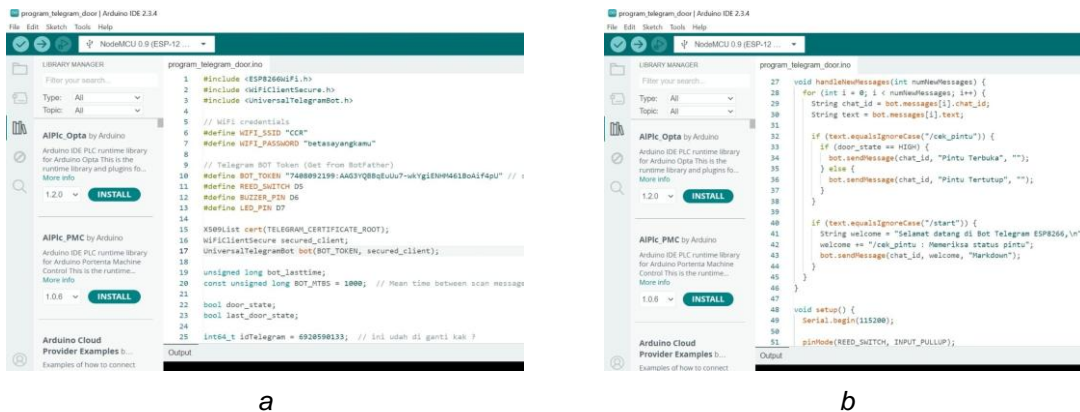 program_telegram_door | Arduino IDE 2.3.4
File Edit Sketch Tools Help
NodeMCU 0.9 (ESP-12 ...
LIBRARY MANAGER
Filter your search...
Type: All
Topic: All
AIPlc_Opta by Arduino
Arduino IDE PLC runtime library
for Arduino Opta This is the
runtime library and plugins fo...
More info
1.2.0 INSTALL
AIPlc_PMC by Arduino
Arduino IDE PLC runtime library
for Arduino Portenta Machine
Control This is the runtime...
More info
1.0.6 INSTALL
Arduino Cloud
Provider Examples b...
Examples of how to connect
program_telegram_door.ino
1 #include <ESP8266WiFi.h>
2 #include <WiFiClientSecure.h>
3 #include <UniversalTelegramBot.h>
4
5 // WiFi credentials
6 #define WIFI_SSID "CCR"
7 #define WIFI_PASSWORD "betasayangkamu"
8
9 // Telegram BOT Token (Get from BotFather)
10 #define BOT_TOKEN
11 #define REED_SWITCH D5
12 #define BUZZER_PIN D6
13 #define LED_PIN D7
14
15 X509List cert(TELEGRAM_CERTIFICATE_ROOT);
16 WiFiClientSecure secured_client;
17 UniversalTelegramBot bot(BOT_TOKEN, secured_client);
18
19 unsigned long bot_lasttime;
20 const unsigned long BOT_MTBS = 1000; // Mean time between scan message
21
22 bool door_state;
23 bool last_door_state;
24
25 int64_t idTelegram = 6920590133; // ini udah di ganti kak ?
Output
a
program_telegram_door | Arduino IDE 2.3.4
File Edit Sketch Tools Help
NodeMCU 0.9 (ESP-12 ...
LIBRARY MANAGER
Filter your search...
Type: All
Topic: All
AIPlc_Opta by Arduino
Arduino IDE PLC runtime library
for Arduino Opta This is the
runtime library and plugins fo...
More info
1.2.0 INSTALL
AIPlc_PMC by Arduino
Arduino IDE PLC runtime library
for Arduino Portenta Machine
Control This is the runtime...
More info
1.0.6 INSTALL
Arduino Cloud
Provider Examples b...
Examples of how to connect
program_telegram_door.ino
27 void handleNewMessages(int numNewMessages) {
28 for (int i = 0; i < numNewMessages; i++) {
29 String chat_id = bot.messages[i].chat_id;
30 String text = bot.messages[i].text;
31
32 if (text.equalsIgnoreCase("/cek_pintu")) {
33 if (door_state == HIGH) {
34 bot.sendMessage(chat_id, "Pintu Terbuka", "");
35 } else {
36 bot.sendMessage(chat_id, "Pintu Tertutup", "");
37 }
38 }
39
40 if (text.equalsIgnoreCase("/start")) {
41 String welcome = "Selamat datang di Bot Telegram ESP8266,\n"
42 welcome += "/cek_pintu : Memeriksa status pintu";
43 bot.sendMessage(chat_id, welcome, "Markdown");
44 }
45 }
46 }
47
48 void setup() {
49 Serial.begin(115200);
50
51 pinMode(REED_SWITCH, INPUT_PULLUP);
Output
b